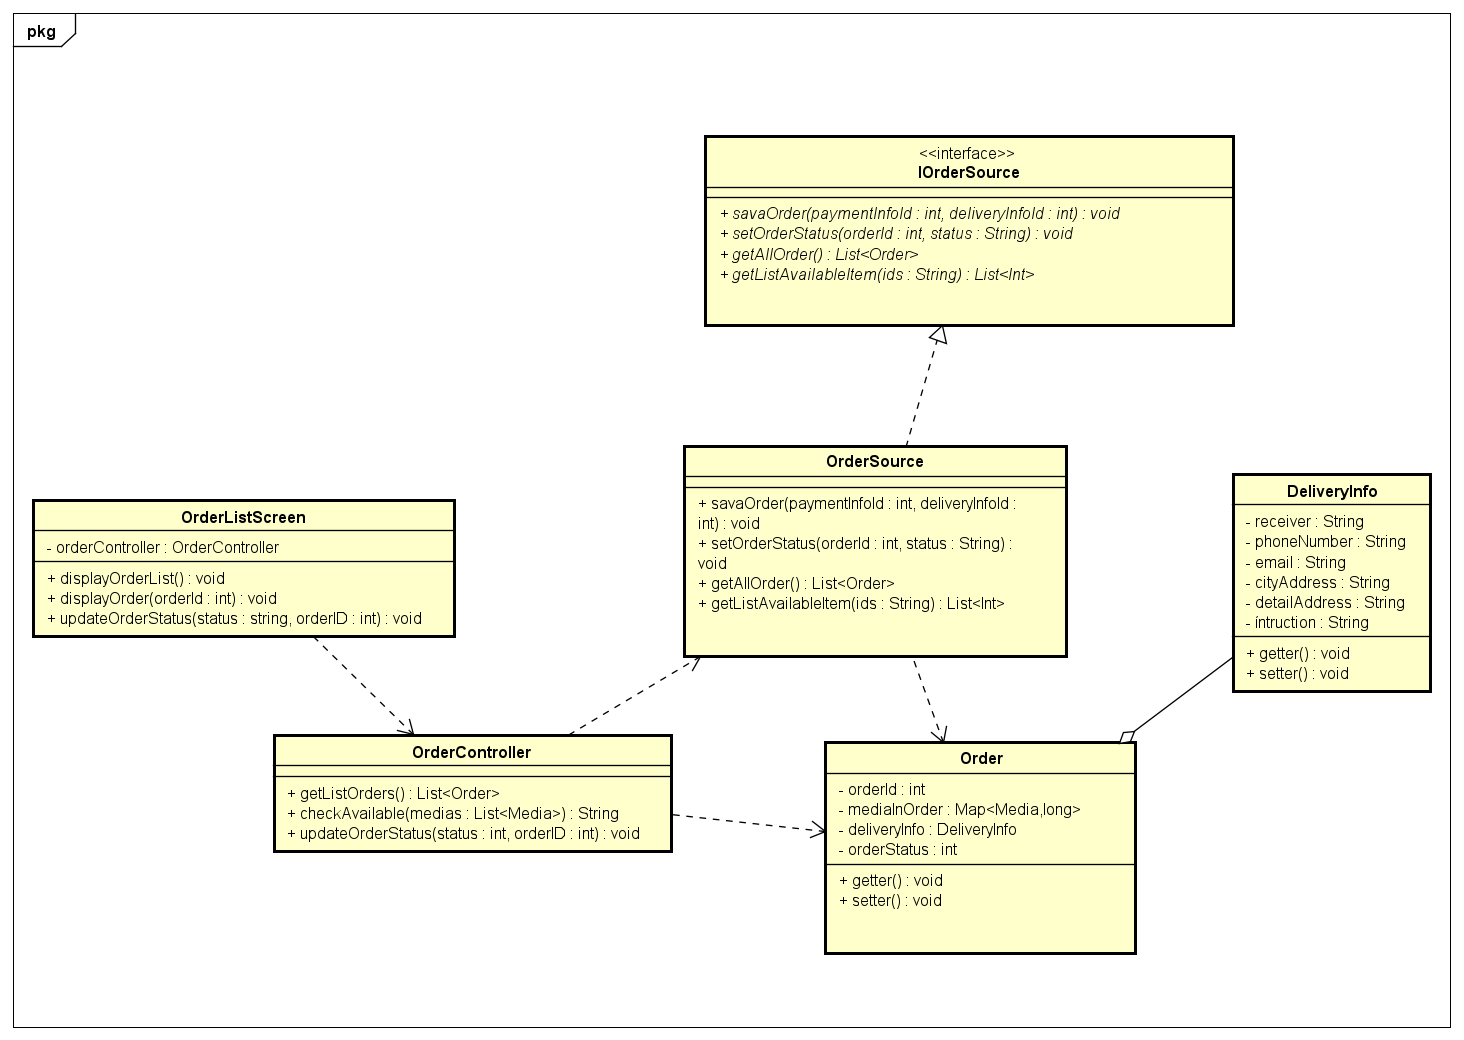 pkg
<<interface>>
IOrderSource
+ savaOrder(paymentInfoId : int, deliveryInfoId : int) : void
+ setOrderStatus(orderId : int, status : String) : void
+ getAllOrder() : List<Order>
+ getListAvailableItem(ids : String) : List<Int>
OrderSource
+ savaOrder(paymentInfoId : int, deliveryInfoId :
int) : void
+ setOrderStatus(orderId : int, status : String) :
void
+ getAllOrder() : List<Order>
+ getListAvailableItem(ids : String) : List<Int>
DeliveryInfo
- receiver : String
- phoneNumber : String
- email : String
- cityAddress : String
- detailAddress : String
- íntruction : String
+ getter() : void
+ setter() : void
OrderListScreen
- orderController : OrderController
+ displayOrderList() : void
+ displayOrder(orderId : int) : void
+ updateOrderStatus(status : string, orderID : int) : void
OrderController
+ getListOrders() : List<Order>
+ checkAvailable(medias : List<Media>) : String
+ updateOrderStatus(status : int, orderID : int) : void
Order
- orderId : int
- mediaInOrder : Map<Media,long>
- deliveryInfo : DeliveryInfo
- orderStatus : int
+ getter() : void
+ setter() : void